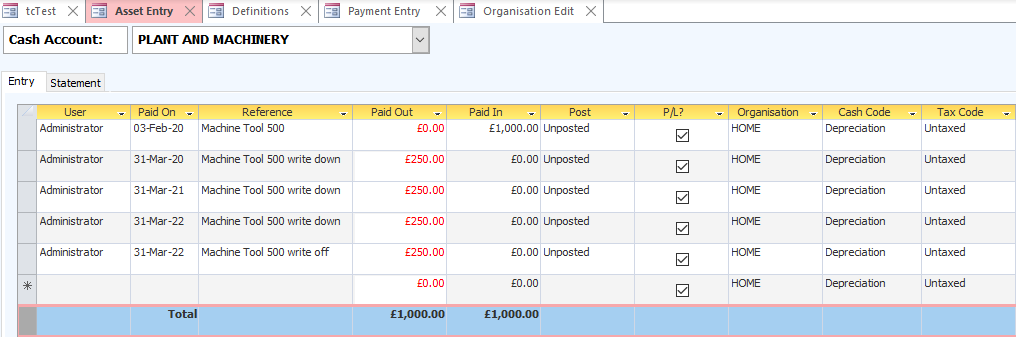 tcTest Asset Entry Definitions Payment Entry Organisation Edit
Cash Account: PLANT AND MACHINERY
Entry Statement
User Paid On Reference Paid Out Paid In Post P/L? Organisation Cash Code Tax Code
Administrator 03-Feb-20 Machine Tool 500 £0.00 £1,000.00 Unposted HOME Depreciation Untaxed
Administrator 31-Mar-20 Machine Tool 500 write down £250.00 £0.00 Unposted HOME Depreciation Untaxed
Administrator 31-Mar-21 Machine Tool 500 write down £250.00 £0.00 Unposted HOME Depreciation Untaxed
Administrator 31-Mar-22 Machine Tool 500 write down £250.00 £0.00 Unposted HOME Depreciation Untaxed
Administrator 31-Mar-22 Machine Tool 500 write off £250.00 £0.00 Unposted HOME Depreciation Untaxed
£0.00 £0.00 HOME Depreciation Untaxed
Total £1,000.00 £1,000.00